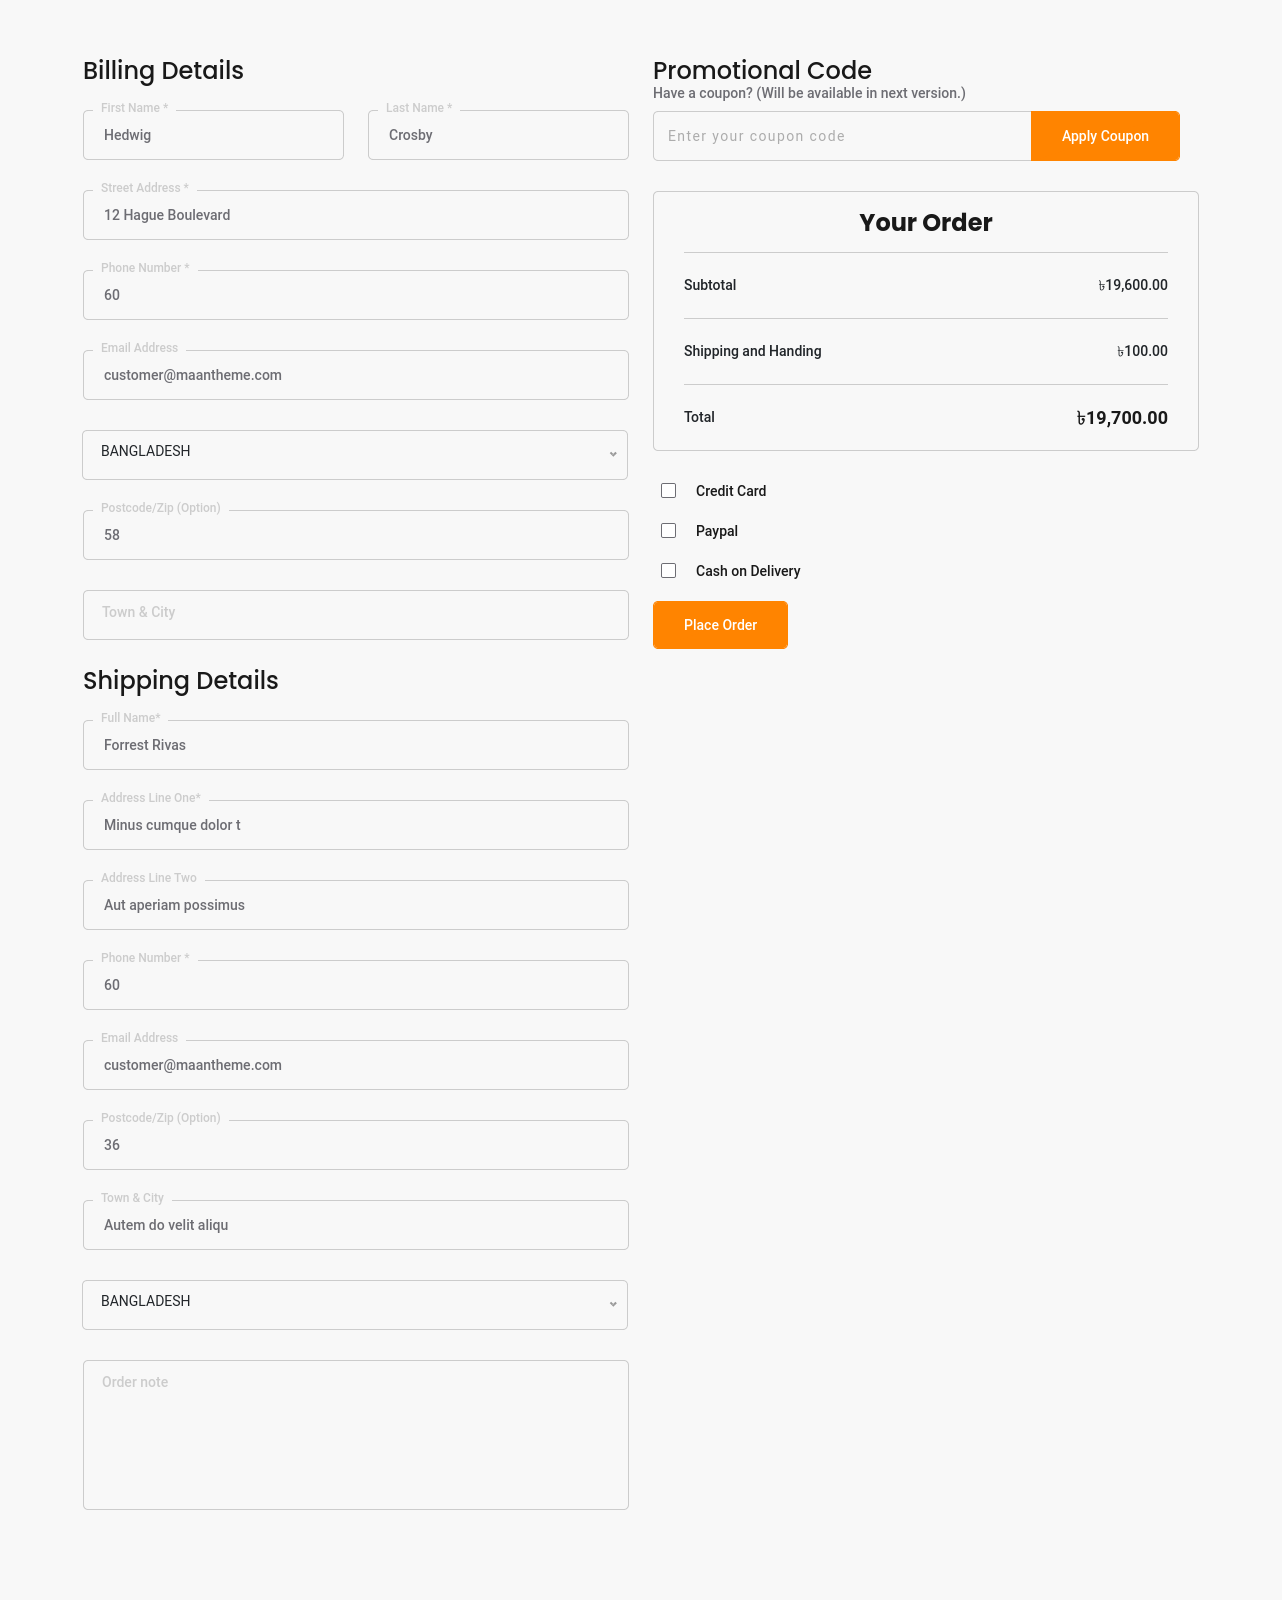 Billing Details
First Name *
Hedwig
Last Name *
Crosby
Street Address *
12 Hague Boulevard
Phone Number *
60
Email Address
customer@maantheme.com
BANGLADESH
Postcode/Zip (Option)
58
Town & City
Shipping Details
Full Name*
Forrest Rivas
Address Line One*
Minus cumque dolor t
Address Line Two
Aut aperiam possimus
Phone Number *
60
Email Address
customer@maantheme.com
Postcode/Zip (Option)
36
Town & City
Autem do velit aliqu
BANGLADESH
Order note
Promotional Code
Have a coupon? (Will be available in next version.)
Enter your coupon code
Apply Coupon
Your Order
Subtotal ৳19,600.00
Shipping and Handing ৳100.00
Total ৳19,700.00
Credit Card
Paypal
Cash on Delivery
Place Order